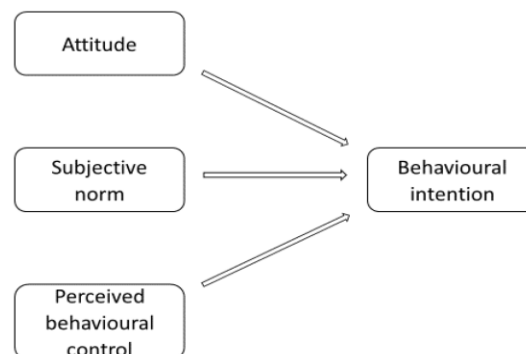 Attitude
Subjective
norm
Behavioural
intention
Perceived
behavioural
control